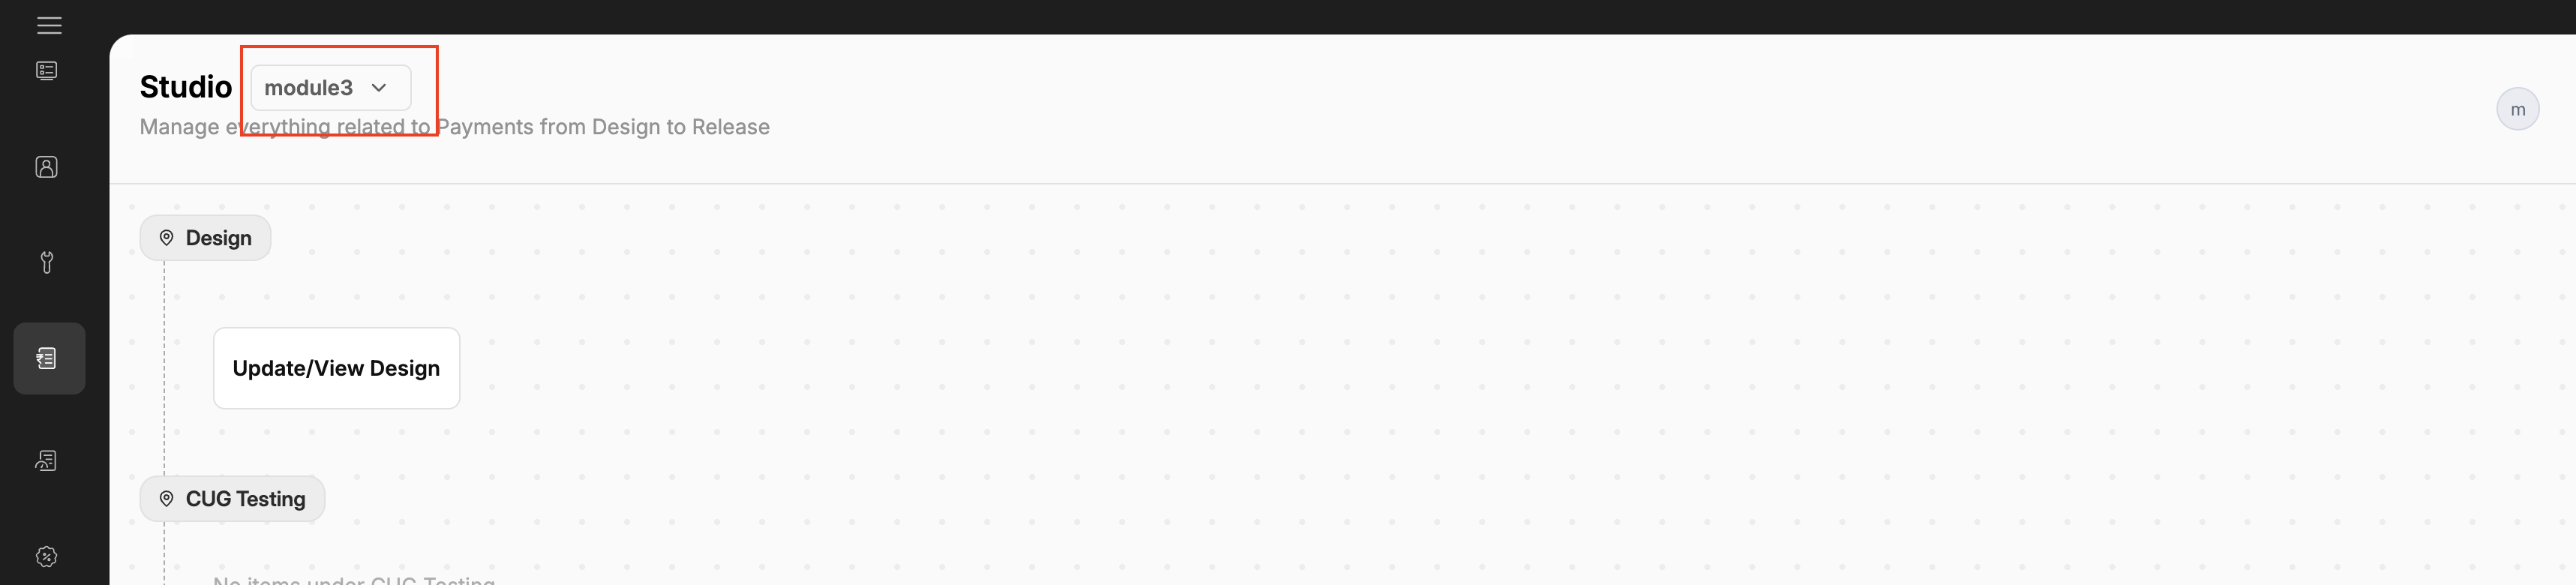 Studio
module3
Manage everything related to Payments from Design to Release
m
Design
Update/View Design
CUG Testing
No items under CUG Testing